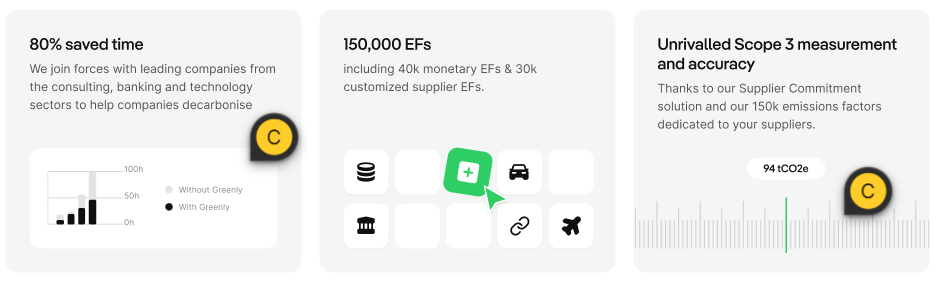 80% saved time
We join forces with leading companies from
the consulting, banking and technology
sectors to help companies decarbonise
C
100h
50h
0h
Without Greenly
With Greenly
150,000 EFs
including 40k monetary EFs & 30k
customized supplier EFs.
Unrivalled Scope 3 measurement
and accuracy
Thanks to our Supplier Commitment
solution and our 150k emissions factors
dedicated to your suppliers.
94 tCO2e
C